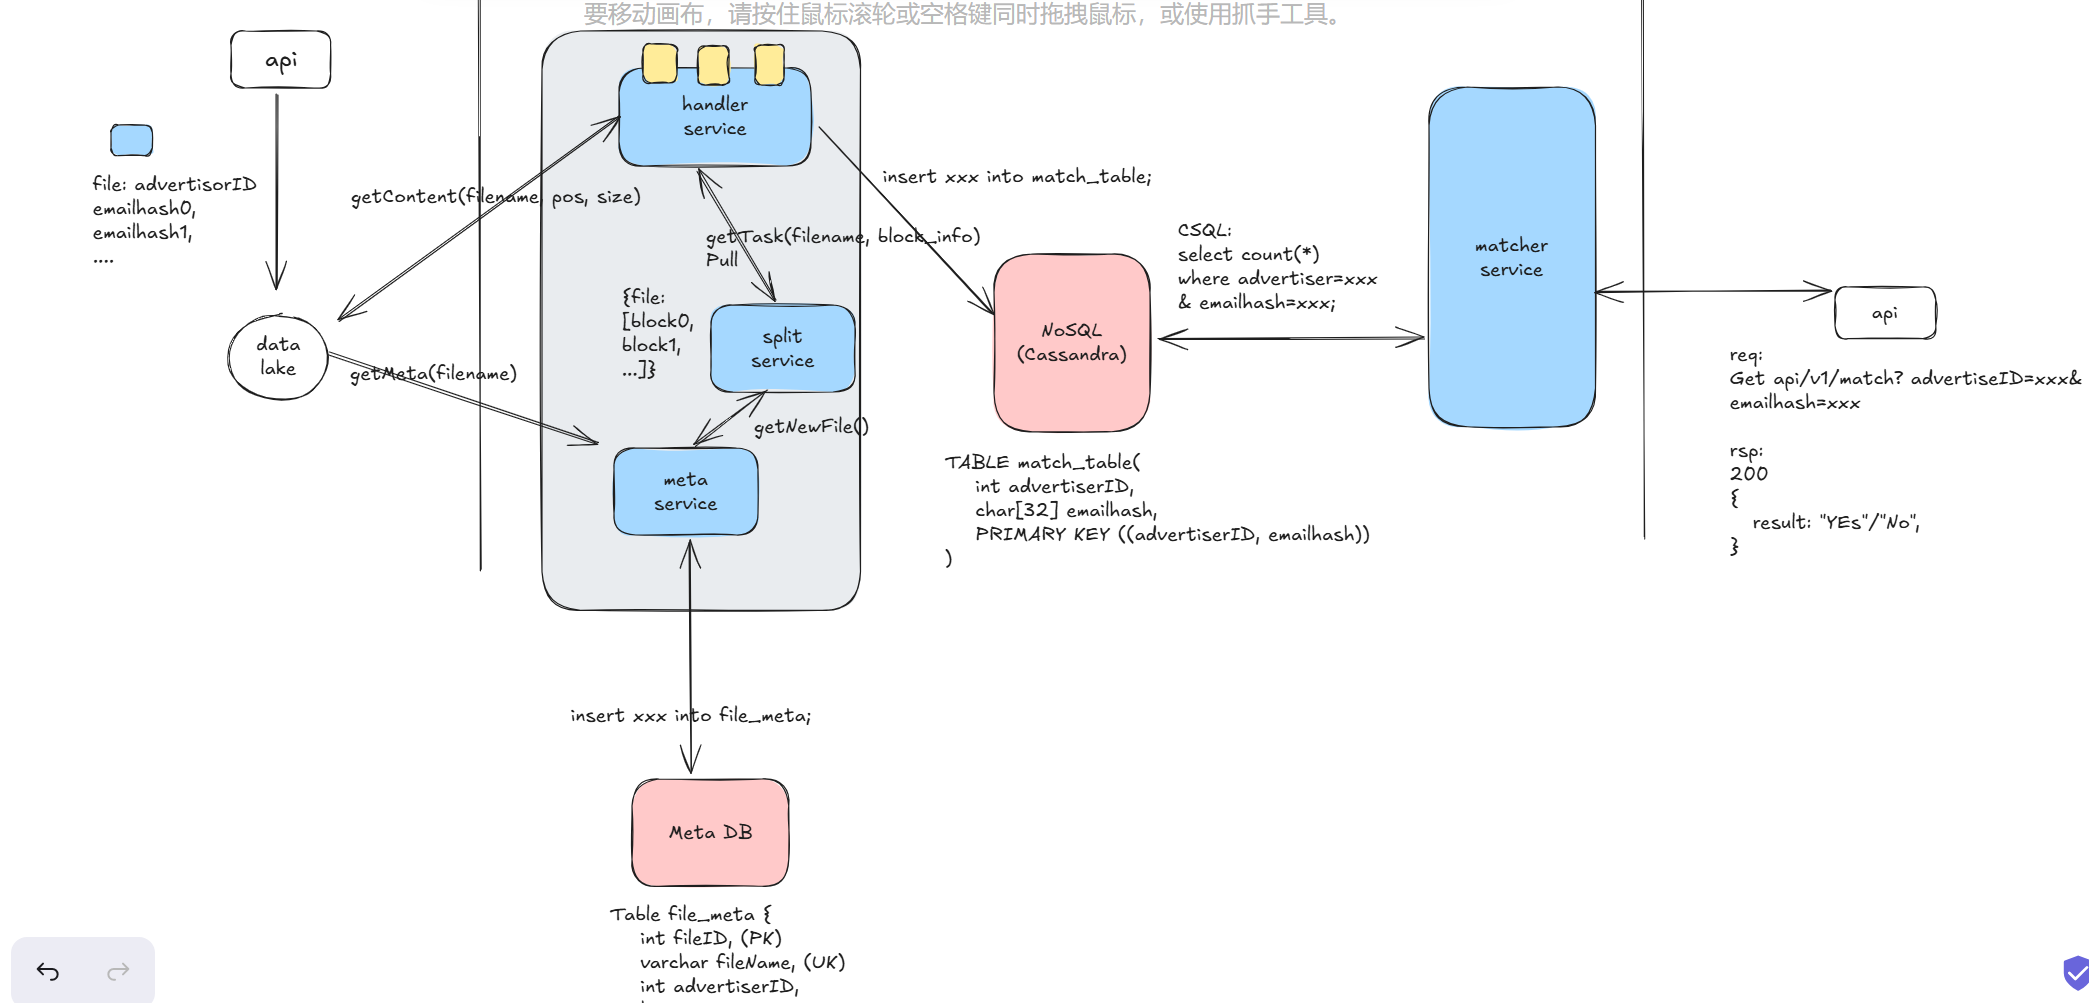 要移动画布，请按住鼠标滚轮或空格键同时拖拽鼠标，或使用抓手工具。
api
file: advertisorID
emailhash0,
emailhash1,
....
data
lake
getContent(filename, pos, size)
getMeta(filename)
handler
service
getTask(filename, block_info)
Pull
{file:
[block0,
block1,
...]}
split
service
getNewFile()
meta
service
insert xxx into file_meta;
Meta DB
Table file_meta {
int fileID, (PK)
varchar fileName, (UK)
int advertiserID,
insert xxx into match_table;
NoSQL
(Cassandra)
TABLE match_table(
int advertiserID,
char[32] emailhash,
PRIMARY KEY ((advertiserID, emailhash))
)
CSQL:
select count(*)
where advertiser=xxx
& emailhash=xxx;
matcher
service
api
req:
Get api/v1/match? advertiseID=xxx&
emailhash=xxx
rsp:
200
{
result: "YEs"/"No",
}